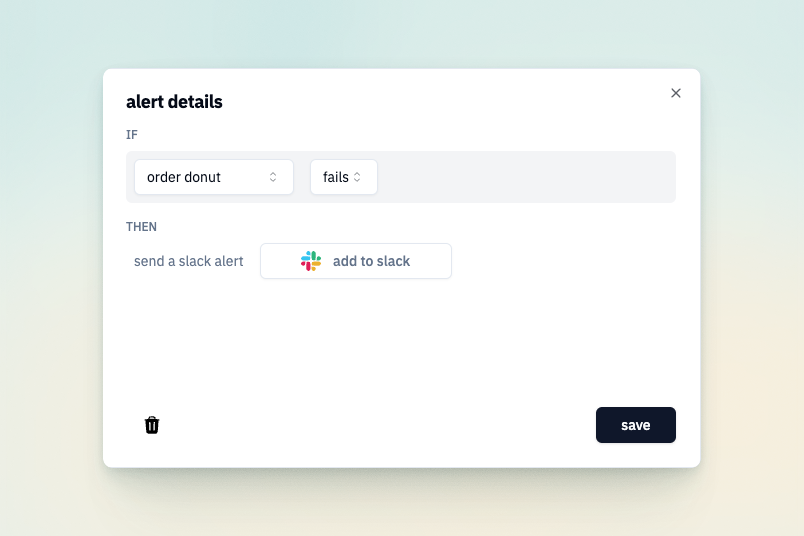 alert details
IF
order donut fails
THEN
send a slack alert add to slack
save